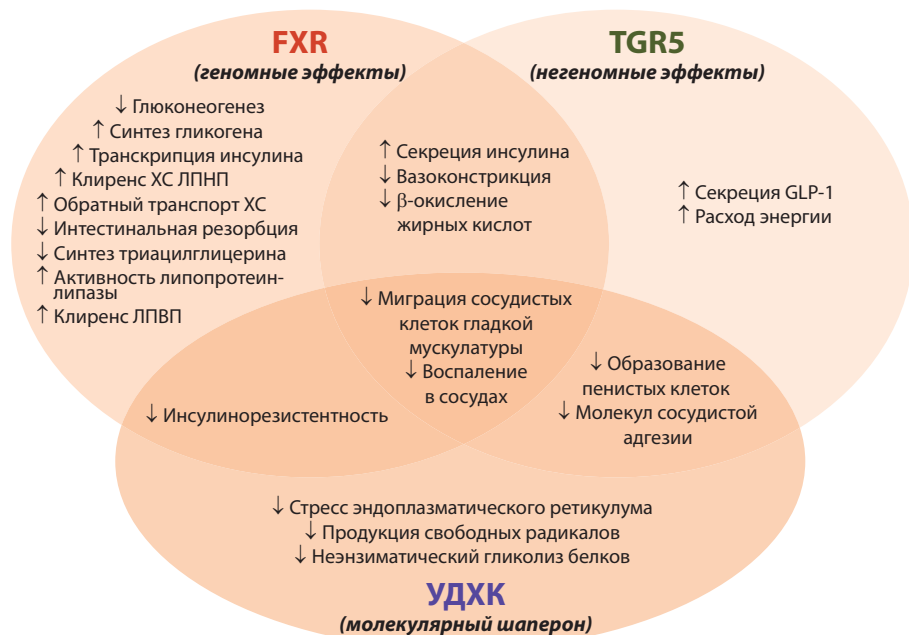 FXR
(геномные эффекты)
↓ Глюконеогенез
↑ Синтез гликогена
↑ Транскрипция инсулина
↑ Клиренс ХС ЛПНП
↑ Обратный транспорт ХС
↓ Интестинальная резорбция
↓ Синтез триацилглицерина
↑ Активность липопротеин-
липазы
↑ Клиренс ЛПВП
TGR5
(негеномные эффекты)
↑ Секреция инсулина
↓ Вазоконстрикция
↓ β-окисление
жирных кислот
↑ Секреция GLP-1
↑ Расход энергии
↓ Миграция сосудистых
клеток гладкой
мускулатуры
↓ Воспаление
в сосудах
↓ Образование
пенистых клеток
↓ Молекул сосудистой
адгезии
↓ Инсулинорезистентность
↓ Стресс эндоплазматического ретикулума
↓ Продукция свободных радикалов
↓ Неэнзиматический гликолиз белков
УДХК
(молекулярный шаперон)